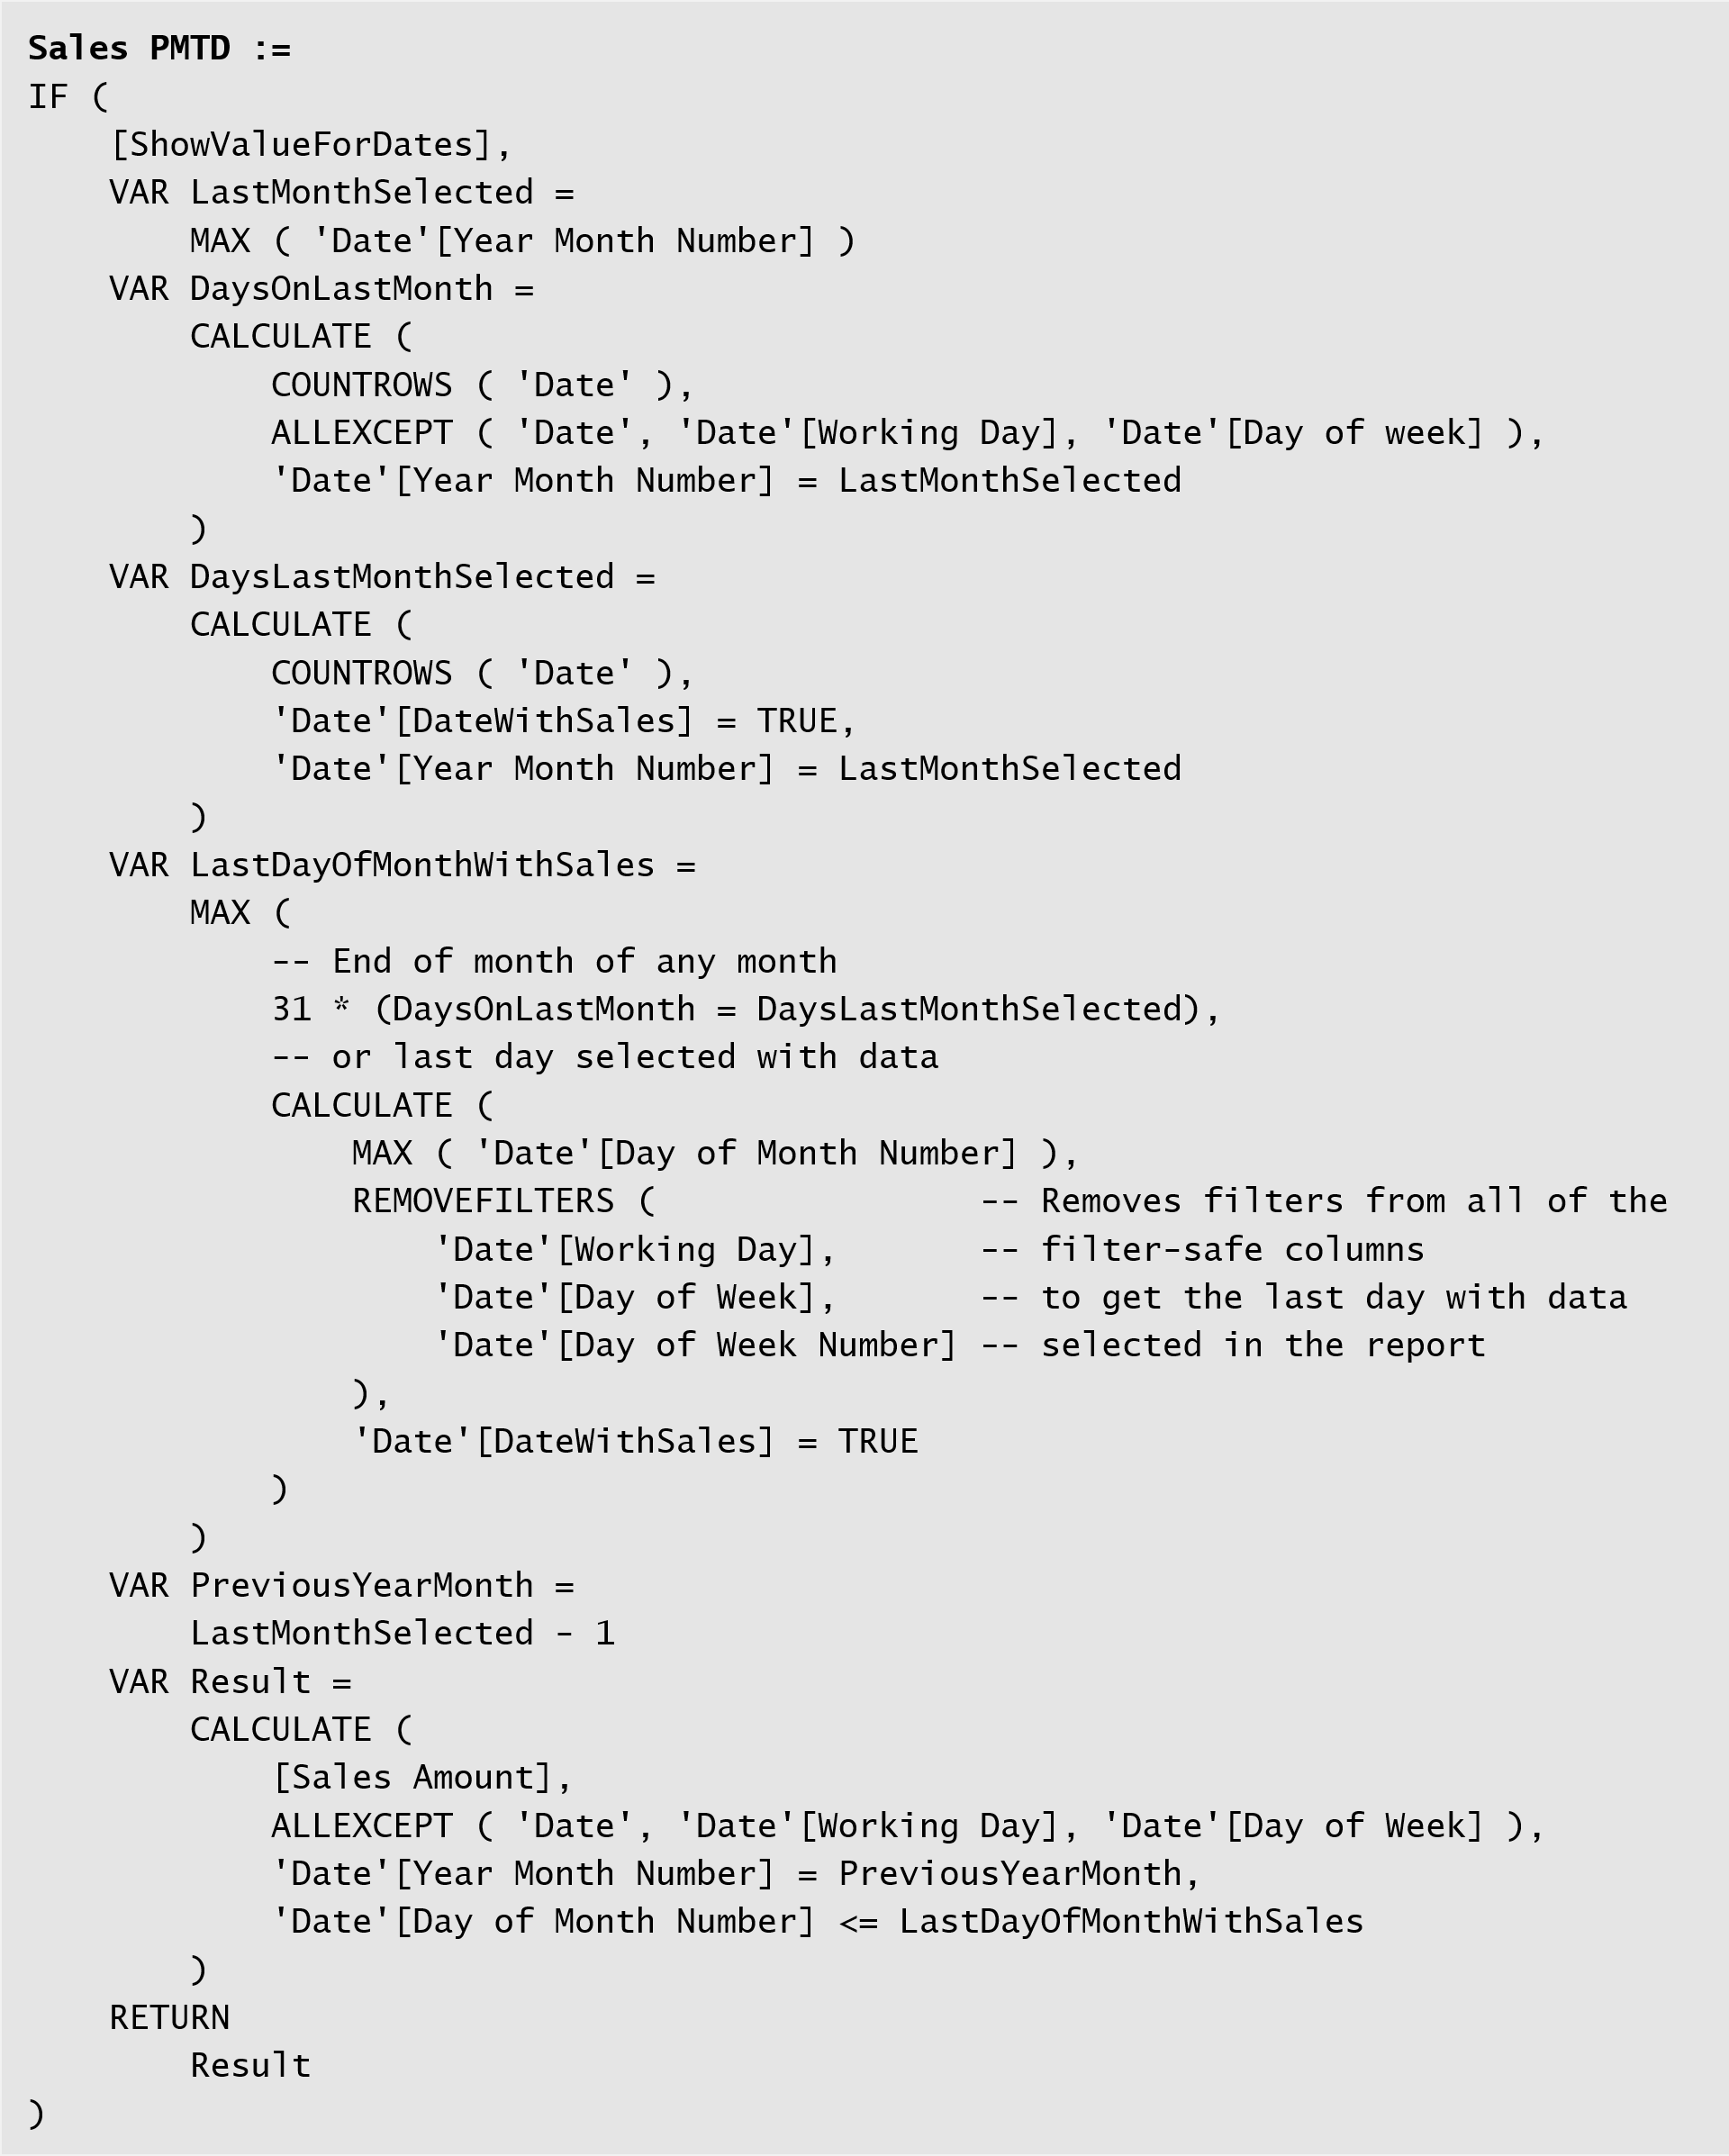 Sales PMTD :=
IF (
    [ShowValueForDates],
    VAR LastMonthSelected =
        MAX ( 'Date'[Year Month Number] )
    VAR DaysOnLastMonth =
        CALCULATE (
            COUNTROWS ( 'Date' ),
            ALLEXCEPT ( 'Date', 'Date'[Working Day], 'Date'[Day of week] ),
            'Date'[Year Month Number] = LastMonthSelected
        )
    VAR DaysLastMonthSelected =
        CALCULATE (
            COUNTROWS ( 'Date' ),
            'Date'[DateWithSales] = TRUE,
            'Date'[Year Month Number] = LastMonthSelected
        )
    VAR LastDayOfMonthWithSales =
        MAX (
            -- End of month of any month
            31 * (DaysOnLastMonth = DaysLastMonthSelected),
            -- or last day selected with data
            CALCULATE (
                MAX ( 'Date'[Day of Month Number] ),
                REMOVEFILTERS (                -- Removes filters from all of the
                    'Date'[Working Day],       -- filter-safe columns
                    'Date'[Day of Week],       -- to get the last day with data
                    'Date'[Day of Week Number] -- selected in the report
                ),
                'Date'[DateWithSales] = TRUE
            )
        )
    VAR PreviousYearMonth =
        LastMonthSelected - 1
    VAR Result =
        CALCULATE (
            [Sales Amount],
            ALLEXCEPT ( 'Date', 'Date'[Working Day], 'Date'[Day of Week] ),
            'Date'[Year Month Number] = PreviousYearMonth,
            'Date'[Day of Month Number] <= LastDayOfMonthWithSales
        )
    RETURN
        Result
)